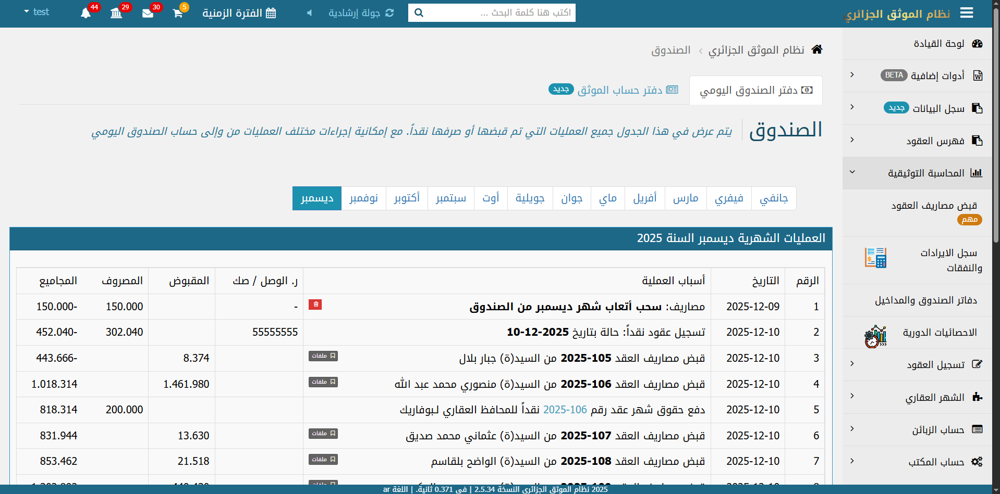 نظام الموثق الجزائري
اكتب هنا كلمة البحث ...
جولة إرشادية
الفترة الزمنية
5
30
29
44
test
لوحة القيادة
أدوات إضافية BETA
سجل البيانات جديد
فهرس العقود
المحاسبة التوثيقية
قبض مصاريف العقود
مهم
سجل الايرادات
والنفقات
دفاتر الصندوق والمداخيل
الاحصائيات الدورية
تسجيل العقود
الشهر العقاري
حساب الزبائن
حساب المكتب
نظام الموثق الجزائري › الصندوق
دفتر الصندوق اليومي
دفتر حساب الموثق جديد
الصندوق
يتم عرض في هذا الجدول جميع العمليات التي تم قبضها أو صرفها نقداً. مع إمكانية إجراءات مختلف العمليات من وإلى حساب الصندوق اليومي
جانفي فيفري مارس أفريل ماي جوان جويلية أوت سبتمبر أكتوبر نوفمبر ديسمبر
العمليات الشهرية ديسمبر السنة 2025
الرقم التاريخ أسباب العملية ر. الوصل / صك المقبوض المصروف المجاميع
1 2025-12-09 مصاريف: سحب أتعاب شهر ديسمبر من الصندوق - 150.000 150.000-
2 2025-12-10 تسجيل عقود نقداً: حالة بتاريخ 2025-12-10 55555555 302.040 452.040-
3 2025-12-10 قبض مصاريف العقد 105-2025 من السيد(ة) جبار بلال ملفات 8.374 443.666-
4 2025-12-10 قبض مصاريف العقد 106-2025 من السيد(ة) منصوري محمد عبد الله ملفات 1.461.980 1.018.314
5 2025-12-10 دفع حقوق شهر عقد رقم 106-2025 نقداً للمحافظ العقاري لـبوفاريك 200.000 818.314
6 2025-12-10 قبض مصاريف العقد 107-2025 من السيد(ة) عثماني محمد صديق ملفات 13.630 831.944
7 2025-12-10 قبض مصاريف العقد 108-2025 من السيد(ة) الواضح بلقاسم ملفات 21.518 853.462
2025 نظام الموثق الجزائري النسخة 2.5.34 | في 0.371 ثانية. | اللغة ar